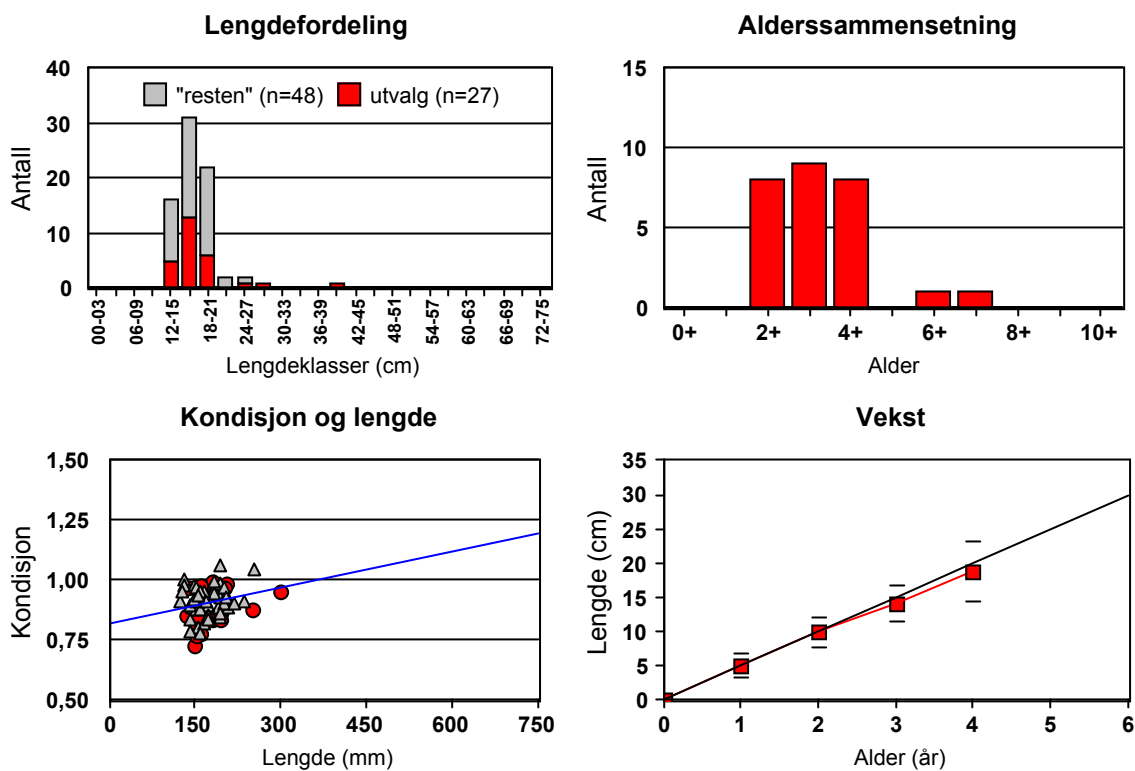 Lengdefordeling
40
30
20
10
0
Antall
"resten" (n=48) utvalg (n=27)
00-03 06-09 12-15 18-21 24-27 30-33 36-39 42-45 48-51 54-57 60-63 66-69 72-75
Lengdeklasser (cm)
Alderssammensetning
15
10
5
0
Antall
0+ 2+ 4+ 6+ 8+ 10+
Alder
Kondisjon og lengde
1,50
1,25
1,00
0,75
0,50
Kondisjon
0 150 300 450 600 750
Lengde (mm)
Vekst
35
30
25
20
15
10
5
0
Lengde (cm)
0 1 2 3 4 5 6
Alder (år)